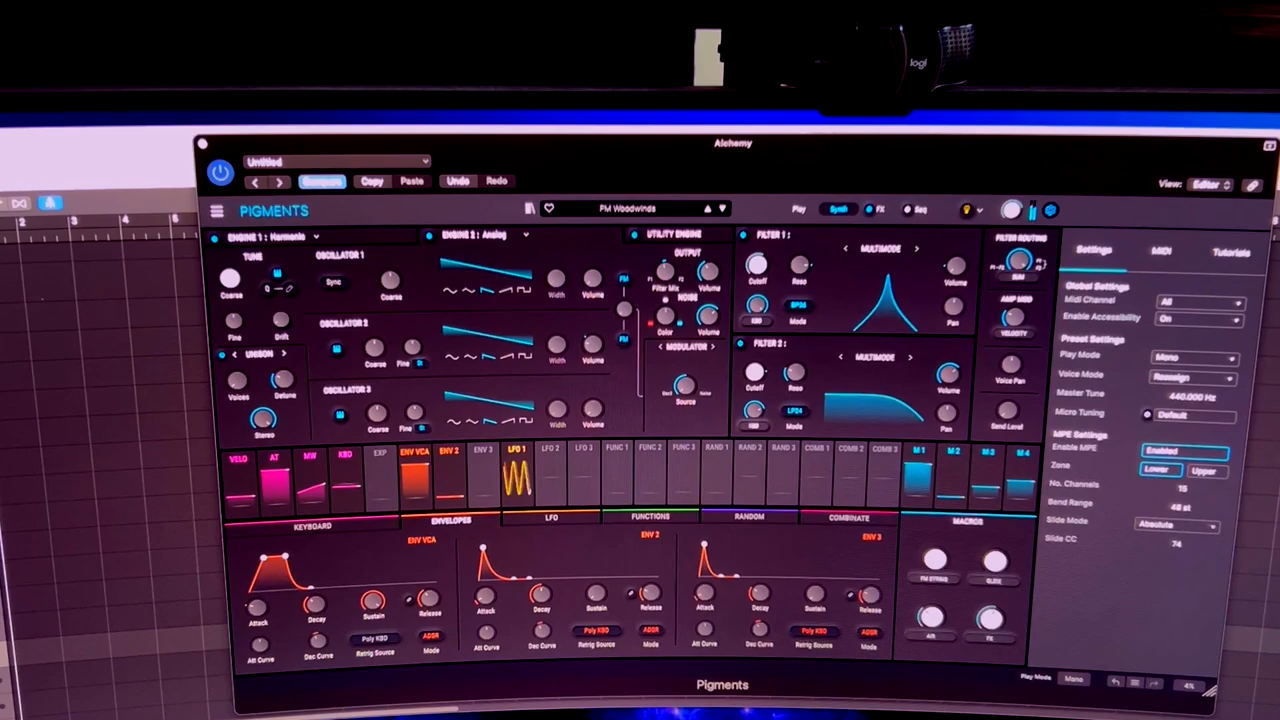 logi
Alchemy
Untitled
Compare Copy Paste Undo Redo
View: Editor
2 3 4 5
PIGMENTS
FM Woodwinds
Play Synth FX Seq
ENGINE 1: Harmonic
ENGINE 2: Analog
UTILITY ENGINE
FILTER 1:
FILTER ROUTING
Settings MIDI Tutorials
TUNE
OSCILLATOR 1
OUTPUT
MULTIMODE
Coarse
Sync
Coarse
Width Volume
FM
Filter Mix Volume
NOISE
Cutoff Reso
BP36
Mode
Volume
Pan
AMP MOD
VELOCITY
Global Settings
Midi Channel All
Enable Accessibility On
Preset Settings
Play Mode Mono
Voice Mode Reassign
Master Tune 440.000 Hz
Micro Tuning Default
MPE Settings
Enable MPE Enabled
Zone Lower Upper
No. Channels 15
Bend Range 48 st
Slide Mode Absolute
Slide CC 74
Fine Drift
OSCILLATOR 2
Coarse Fine
Width Volume
FM
Color Volume
MODULATOR
Source
UNISON
Voices Detune
Stereo
OSCILLATOR 3
Coarse Fine
Width Volume
FILTER 2:
MULTIMODE
Cutoff Reso
LP24
Mode
Volume
Pan
Voice Pan
Send Level
VELO AT MW KBD EXP ENV VCA ENV 2 ENV 3 LFO 1 LFO 2 LFO 3 FUNC 1 FUNC 2 FUNC 3 RAND 1 RAND 2 RAND 3 COMB 1 COMB 2 COMB 3 M 1 M 2 M 3 M 4
KEYBOARD ENVELOPES LFO FUNCTIONS RANDOM COMBINATE MACROS
ENV VCA
Attack Decay Sustain Release
Att Curve Dec Curve Poly KBD ADSR
Retrig Source Mode
ENV 2
Attack Decay Sustain Release
Att Curve Dec Curve Poly KBD ADSR
Retrig Source Mode
ENV 3
Attack Decay Sustain Release
Att Curve Dec Curve Poly KBD ADSR
Retrig Source Mode
AIR FX
Play Mode Mono
4%
Pigments